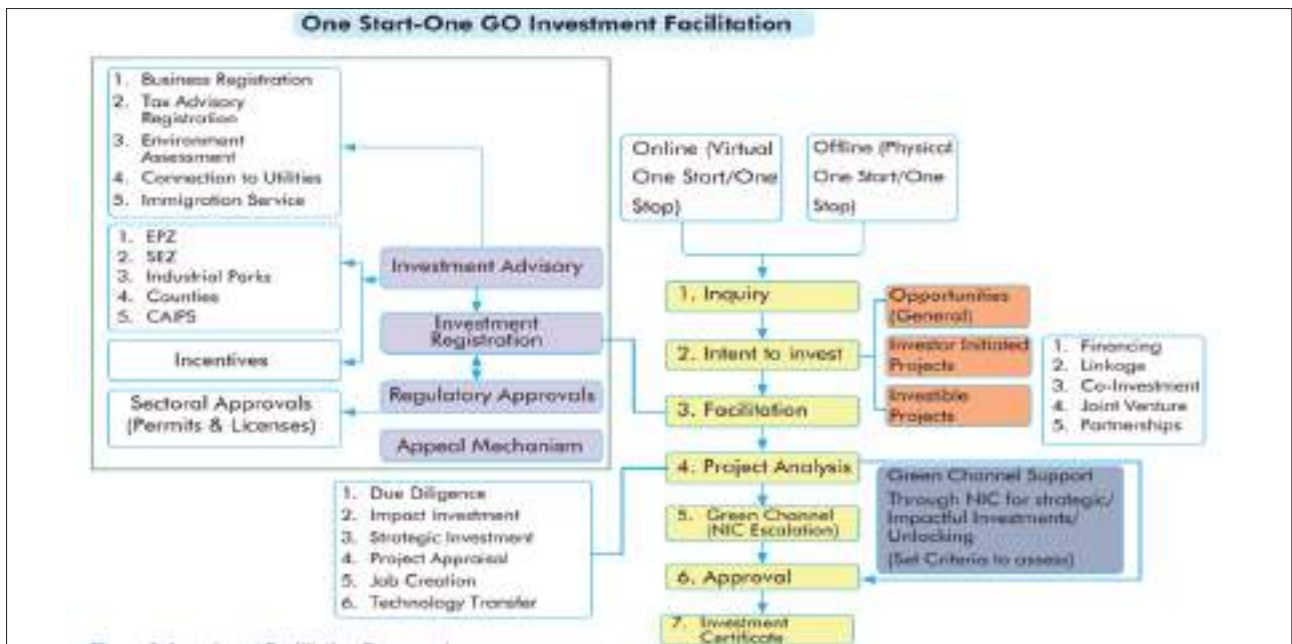 One Start-One GO Investment Facilitation
1. Business Registration
2. Tax Advisory
Registration
3. Environment
Assessment
4. Connection to Utilities
5. Immigration Service
1. EPZ
2. SEZ
3. Industrial Parks
4. Counties
5. CAIPS
Incentives
Sectoral Approvals
(Permits & Licenses)
Investment Advisory
Investment
Registration
Regulatory Approvals
Appeal Mechanism
Online (Virtual
One Start/One
Stop)
Offline (Physical
One Start/One
Stop)
1. Inquiry
2. Intent to invest
3. Facilitation
4. Project Analysis
5. Green Channel
(NIC Escalation)
6. Approval
7. Investment
Certificate
Opportunities
(General)
Investor Initiated
Projects
Investible
Projects
1. Financing
2. Linkage
3. Co-Investment
4. Joint Venture
5. Partnerships
Green Channel Support
Through NIC for strategic/
Impactful Investments/
Unlocking
(Set Criteria to assess)
1. Due Diligence
2. Impact Investment
3. Strategic Investment
4. Project Appraisal
5. Job Creation
6. Technology Transfer